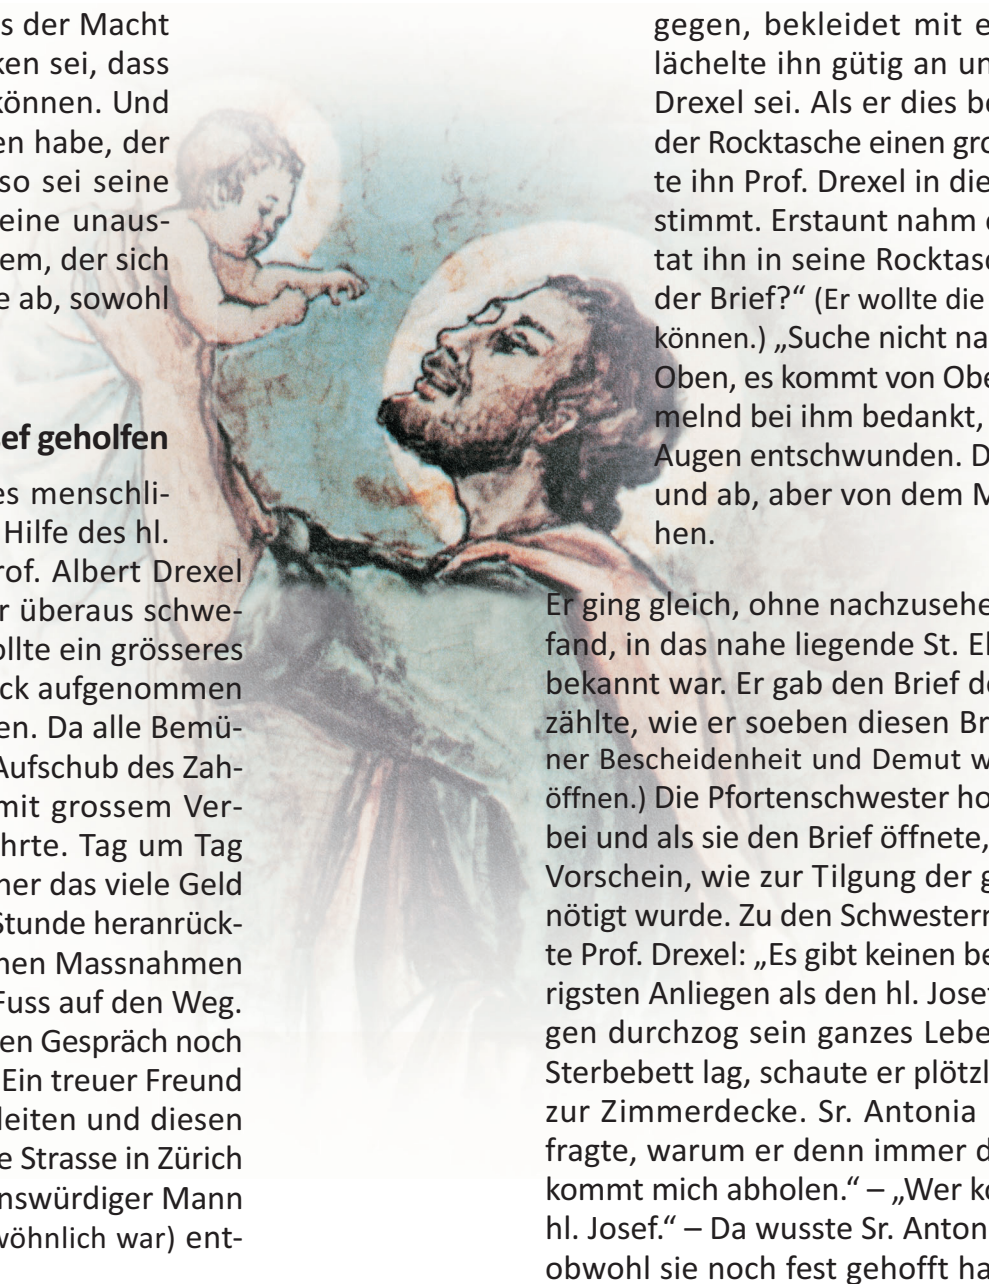 s der Macht
ken sei, dass
können. Und
en habe, der
so sei seine
eine unaus-
em, der sich
e ab, sowohl
ef geholfen
es menschli-
Hilfe des hl.
rof. Albert Drexel
r überaus schwe-
ollte ein grösseres
ck aufgenommen
en. Da alle Bemü-
Aufschub des Zah-
mit grossem Ver-
hrte. Tag um Tag
her das viele Geld
Stunde heranrück-
hen Massnahmen
Fuss auf den Weg.
en Gespräch noch
Ein treuer Freund
leiten und diesen
e Strasse in Zürich
nswürdiger Mann
wöhnlich war) ent-
gegen, bekleidet mit e
lächelte ihn gütig an un
Drexel sei. Als er dies be
der Rocktasche einen gro
te ihn Prof. Drexel in die
stimmt. Erstaunt nahm e
tat ihn in seine Rocktasc
der Brief?“ (Er wollte die
können.) „Suche nicht na
Oben, es kommt von Obe
melnd bei ihm bedankt,
Augen entschwunden. D
und ab, aber von dem M
hen.
Er ging gleich, ohne nachzusehe
fand, in das nahe liegende St. El
bekannt war. Er gab den Brief de
zählte, wie er soeben diesen Br
ner Bescheidenheit und Demut w
öffnen.) Die Pfortenschwester ho
bei und als sie den Brief öffnete,
Vorschein, wie zur Tilgung der g
nötigt wurde. Zu den Schwestern
te Prof. Drexel: „Es gibt keinen be
rigsten Anliegen als den hl. Josef
gen durchzog sein ganzes Lebe
Sterbebett lag, schaute er plötzl
zur Zimmerdecke. Sr. Antonia
fragte, warum er denn immer d
kommt mich abholen.“ – „Wer ko
hl. Josef.“ – Da wusste Sr. Anton
obwohl sie noch fest gehofft ha